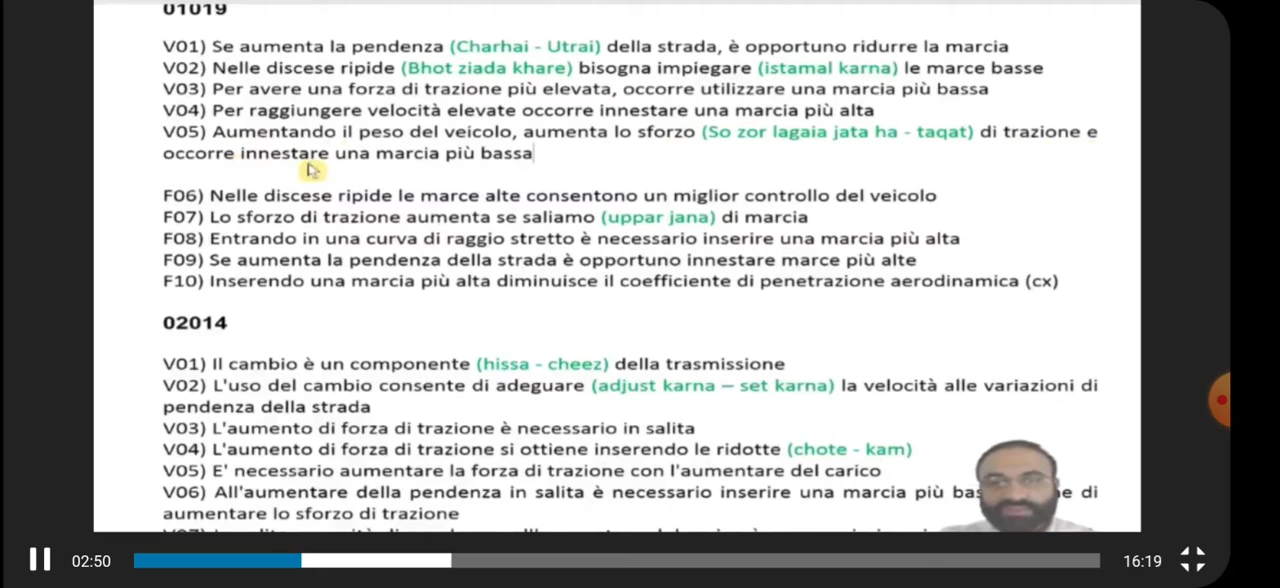 01019
V01) Se aumenta la pendenza (Charhai - Utrai) della strada, è opportuno ridurre la marcia
V02) Nelle discese ripide (Bhot ziada khare) bisogna impiegare (istamal karna) le marce basse
V03) Per avere una forza di trazione più elevata, occorre utilizzare una marcia più bassa
V04) Per raggiungere velocità elevate occorre innestare una marcia più alta
V05) Aumentando il peso del veicolo, aumenta lo sforzo (So zor lagaia jata ha - taqat) di trazione e
occorre innestare una marcia più bassa
F06) Nelle discese ripide le marce alte consentono un miglior controllo del veicolo
F07) Lo sforzo di trazione aumenta se saliamo (uppar jana) di marcia
F08) Entrando in una curva di raggio stretto è necessario inserire una marcia più alta
F09) Se aumenta la pendenza della strada è opportuno innestare marce più alte
F10) Inserendo una marcia più alta diminuisce il coefficiente di penetrazione aerodinamica (cx)
02014
V01) Il cambio è un componente (hissa - cheez) della trasmissione
V02) L'uso del cambio consente di adeguare (adjust karna – set karna) la velocità alle variazioni di
pendenza della strada
V03) L'aumento di forza di trazione è necessario in salita
V04) L'aumento di forza di trazione si ottiene inserendo le ridotte (chote - kam)
V05) E' necessario aumentare la forza di trazione con l'aumentare del carico
V06) All'aumentare della pendenza in salita è necessario inserire una marcia più di
aumentare lo sforzo di trazione
02:50
16:19